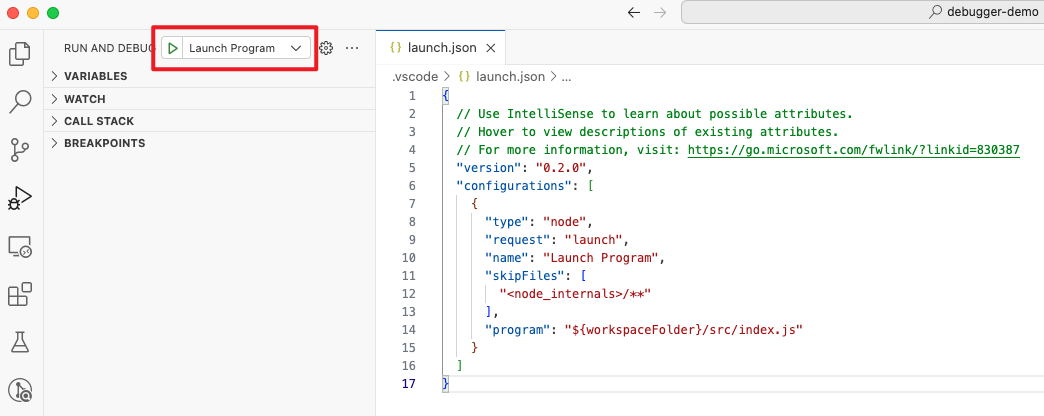 debugger-demo
RUN AND DEBUG
Launch Program
VARIABLES
WATCH
CALL STACK
BREAKPOINTS
{} launch.json
.vscode > {} launch.json > ...
1 {
2 // Use IntelliSense to learn about possible attributes.
3 // Hover to view descriptions of existing attributes.
4 // For more information, visit: https://go.microsoft.com/fwlink/?linkid=830387
5 "version": "0.2.0",
6 "configurations": [
7 {
8 "type": "node",
9 "request": "launch",
10 "name": "Launch Program",
11 "skipFiles": [
12 "<node_internals>/**"
13 ],
14 "program": "${workspaceFolder}/src/index.js"
15 }
16 ]
17 }